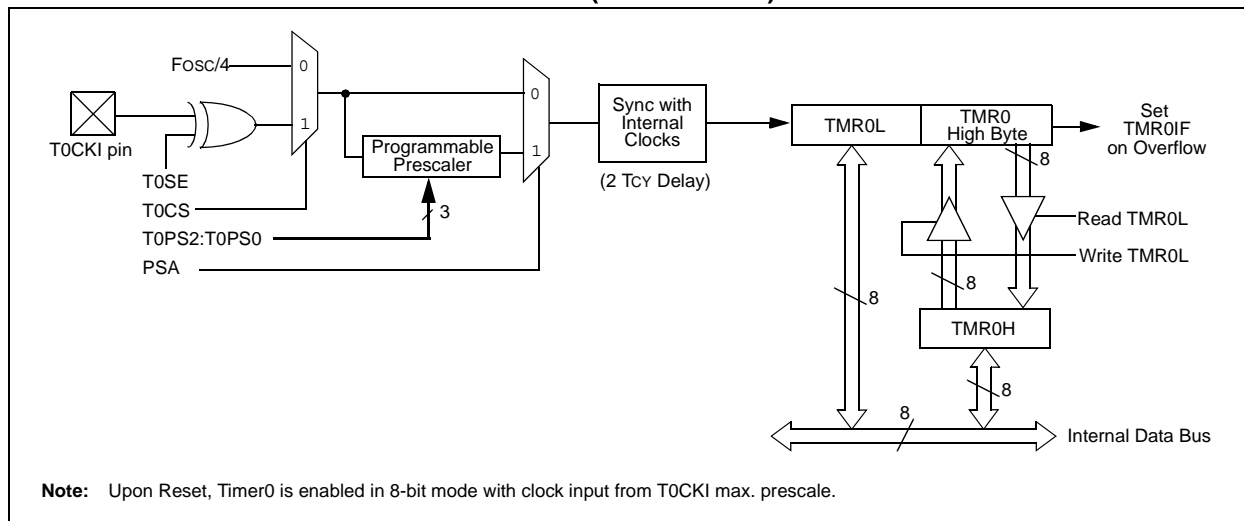 Fosc/4
0
1
T0CKI pin
T0SE
T0CS
T0PS2:T0PS0
PSA
Programmable
Prescaler
3
0
1
Sync with
Internal
Clocks
(2 TCY Delay)
TMR0L
TMR0
High Byte
Set
TMR0IF
on Overflow
8
Read TMR0L
Write TMR0L
8
8
TMR0H
8
8
Internal Data Bus
Note: Upon Reset, Timer0 is enabled in 8-bit mode with clock input from T0CKI max. prescale.